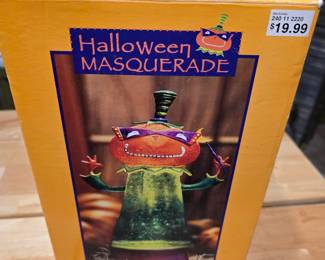 240 11 2220
$19.99
Halloween
MASQUERADE